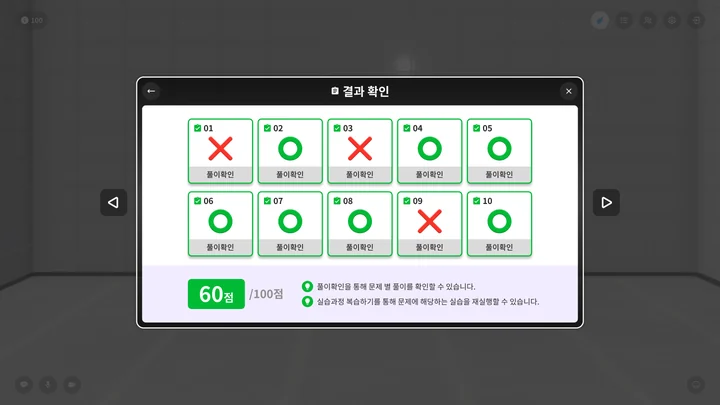 100
결과 확인
01
02
03
04
05
풀이확인
풀이확인
풀이확인
풀이확인
풀이확인
06
07
08
09
10
풀이확인
풀이확인
풀이확인
풀이확인
풀이확인
60점 /100점
풀이확인을 통해 문제 별 풀이를 확인할 수 있습니다.
실습과정 복습하기를 통해 문제에 해당하는 실습을 재실행할 수 있습니다.